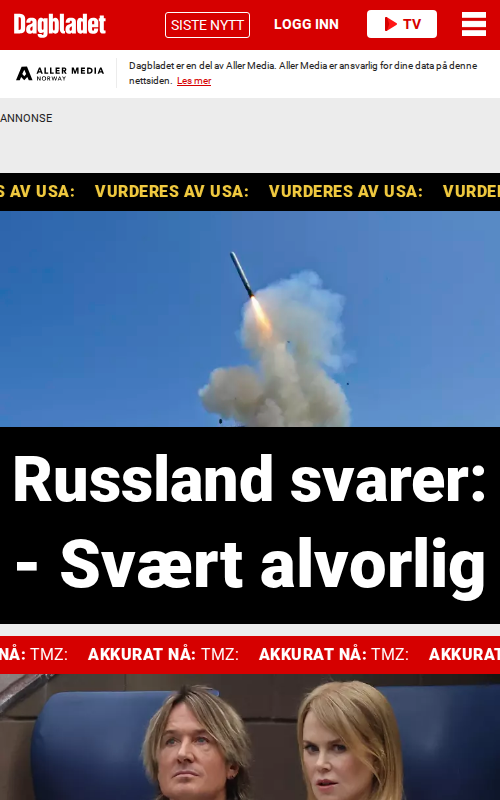 Dagbladet
SISTE NYTT
LOGG INN
TV
ALLER MEDIA
NORWAY
Dagbladet er en del av Aller Media. Aller Media er ansvarlig for dine data på denne
nettsiden. Les mer
ANNONSE
S AV USA: VURDERES AV USA: VURDERES AV USA: VURDE
Russland svarer:
- Svært alvorlig
NÅ: TMZ: AKKURAT NÅ: TMZ: AKKURAT NÅ: TMZ: AKKURAT